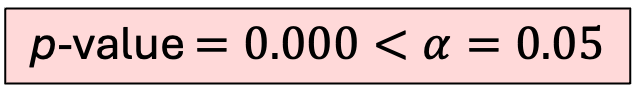 p-value = 0.000 < α = 0.05